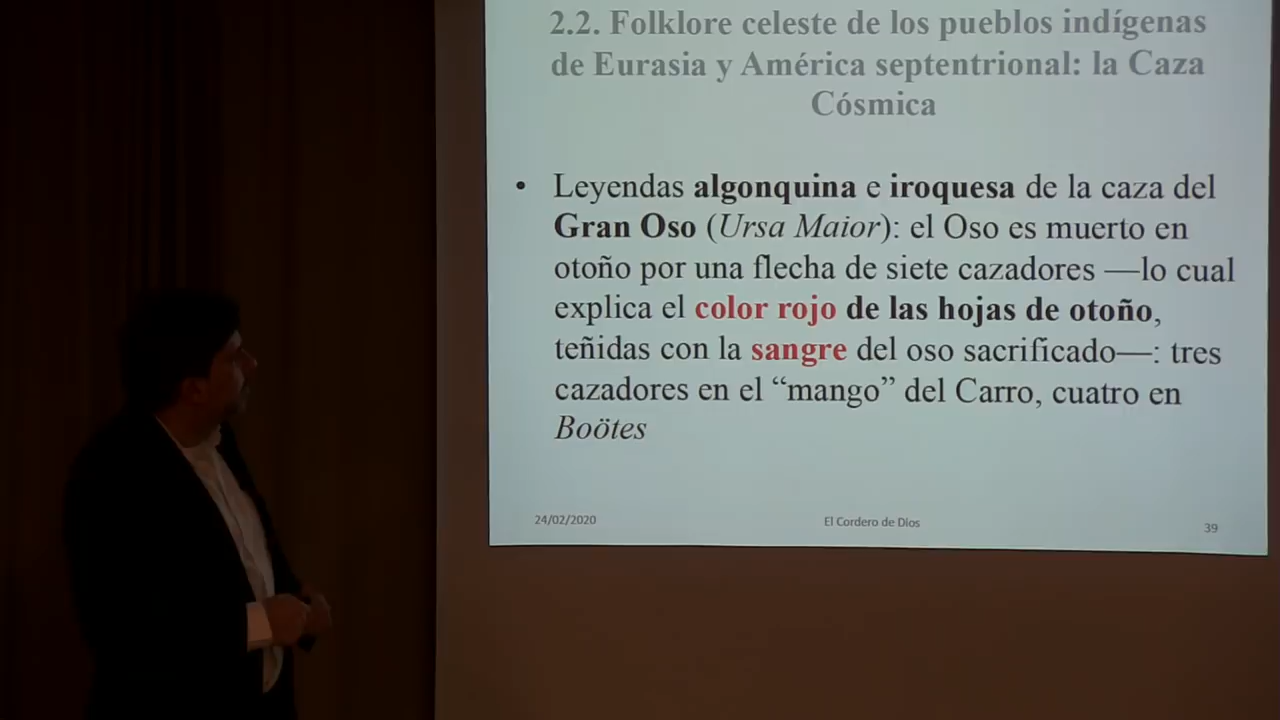 2.2. Folklore celeste de los pueblos indígenas
de Eurasia y América septentrional: la Caza
Cósmica
• Leyendas algonquina e iroquesa de la caza del
Gran Oso (Ursa Maior): el Oso es muerto en
otoño por una flecha de siete cazadores —lo cual
explica el color rojo de las hojas de otoño,
teñidas con la sangre del oso sacrificado—: tres
cazadores en el “mango” del Carro, cuatro en
Boötes
24/02/2020 El Cordero de Dios 39